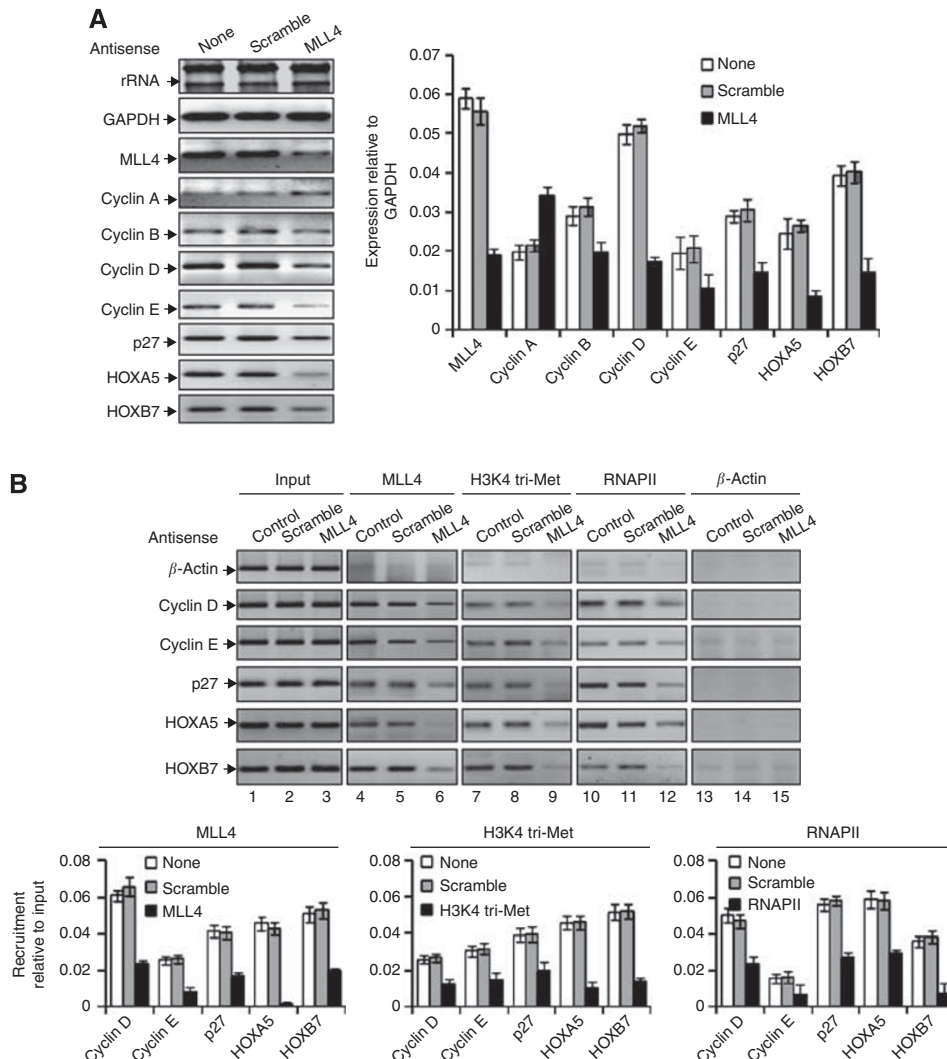 A
Antisense
None
Scramble
MLL4
rRNA
GAPDH
MLL4
Cyclin A
Cyclin B
Cyclin D
Cyclin E
p27
HOXA5
HOXB7
Expression relative to
GAPDH
0.07
0.06
0.05
0.04
0.03
0.02
0.01
0
None
Scramble
MLL4
MLL4
Cyclin A
Cyclin B
Cyclin D
Cyclin E
p27
HOXA5
HOXB7
B
Input
MLL4
H3K4 tri-Met
RNAPII
β-Actin
Antisense
Control
Scramble
MLL4
Control
Scramble
MLL4
Control
Scramble
MLL4
Control
Scramble
MLL4
Control
Scramble
MLL4
β-Actin
Cyclin D
Cyclin E
p27
HOXA5
HOXB7
1 2 3 4 5 6 7 8 9 10 11 12 13 14 15
MLL4
Recruitment
relative to input
0.08
0.06
0.04
0.02
0
None
Scramble
MLL4
Cyclin D
Cyclin E
p27
HOXA5
HOXB7
H3K4 tri-Met
0.08
0.06
0.04
0.02
0
None
Scramble
H3K4 tri-Met
Cyclin D
Cyclin E
p27
HOXA5
HOXB7
RNAPII
0.08
0.06
0.04
0.02
0
None
Scramble
RNAPII
Cyclin D
Cyclin E
p27
HOXA5
HOXB7